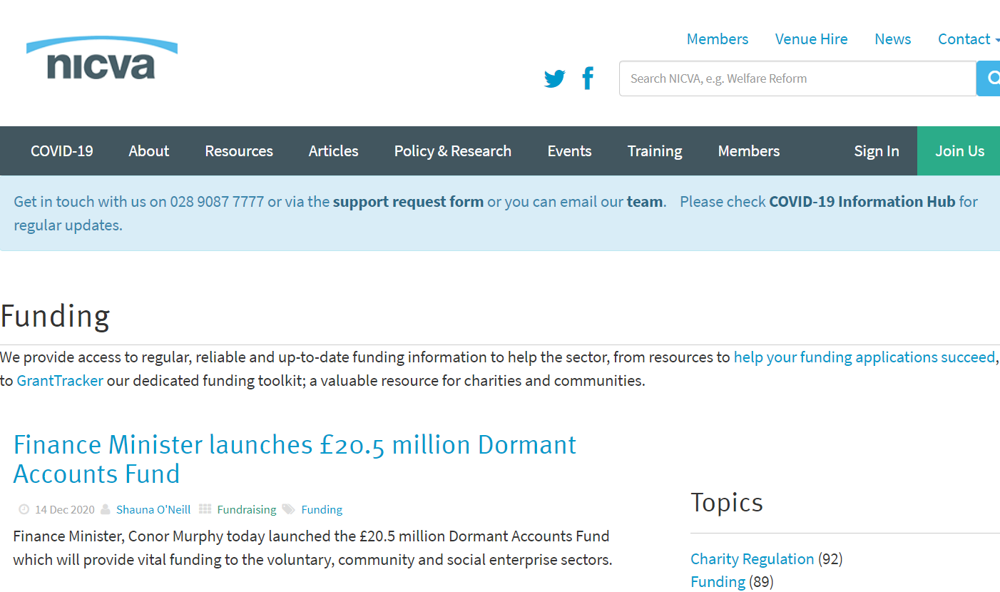 nicva
Members Venue Hire News Contact
Search NICVA, e.g. Welfare Reform
COVID-19 About Resources Articles Policy & Research Events Training Members Sign In Join Us
Get in touch with us on 028 9087 7777 or via the support request form or you can email our team. Please check COVID-19 Information Hub for
regular updates.
Funding
We provide access to regular, reliable and up-to-date funding information to help the sector, from resources to help your funding applications succeed,
to GrantTracker our dedicated funding toolkit; a valuable resource for charities and communities.
Finance Minister launches £20.5 million Dormant
Accounts Fund
14 Dec 2020 Shauna O'Neill Fundraising Funding
Finance Minister, Conor Murphy today launched the £20.5 million Dormant Accounts Fund
which will provide vital funding to the voluntary, community and social enterprise sectors.
Topics
Charity Regulation (92)
Funding (89)